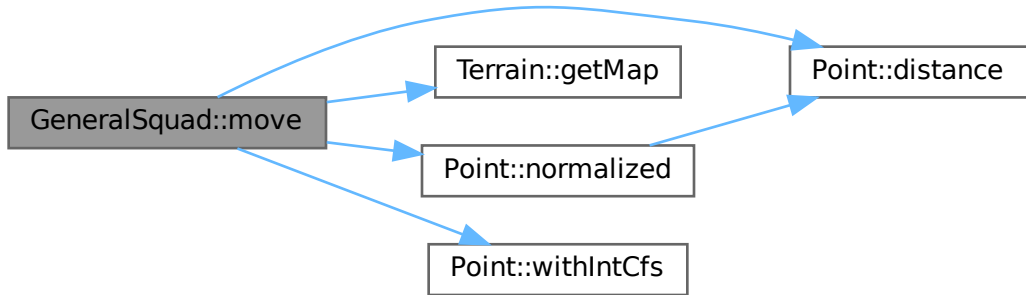 GeneralSquad::move
Terrain::getMap
Point::distance
Point::normalized
Point::withIntCfs